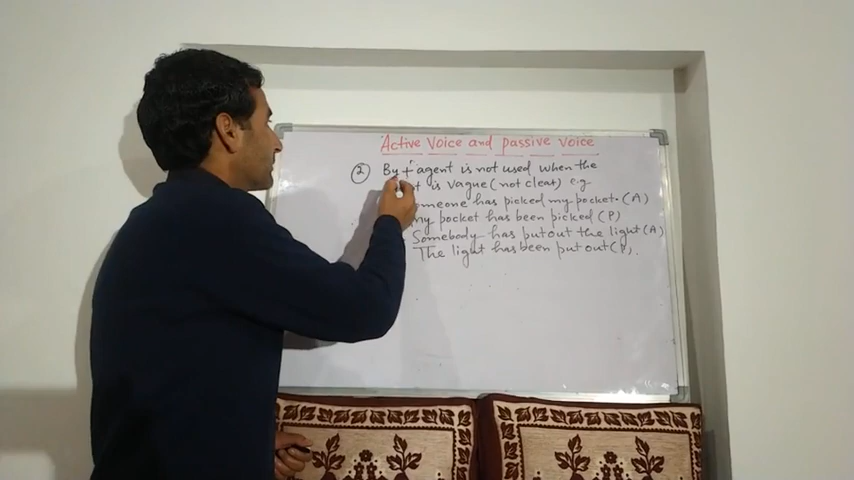 Active Voice and passive Voice
② By + agent is not used when the
is vague (not clear) e.g
omeone has picked my pocket. (A)
my pocket has been picked (P)
Somebody has put out the light (A)
The light has been put out (P).